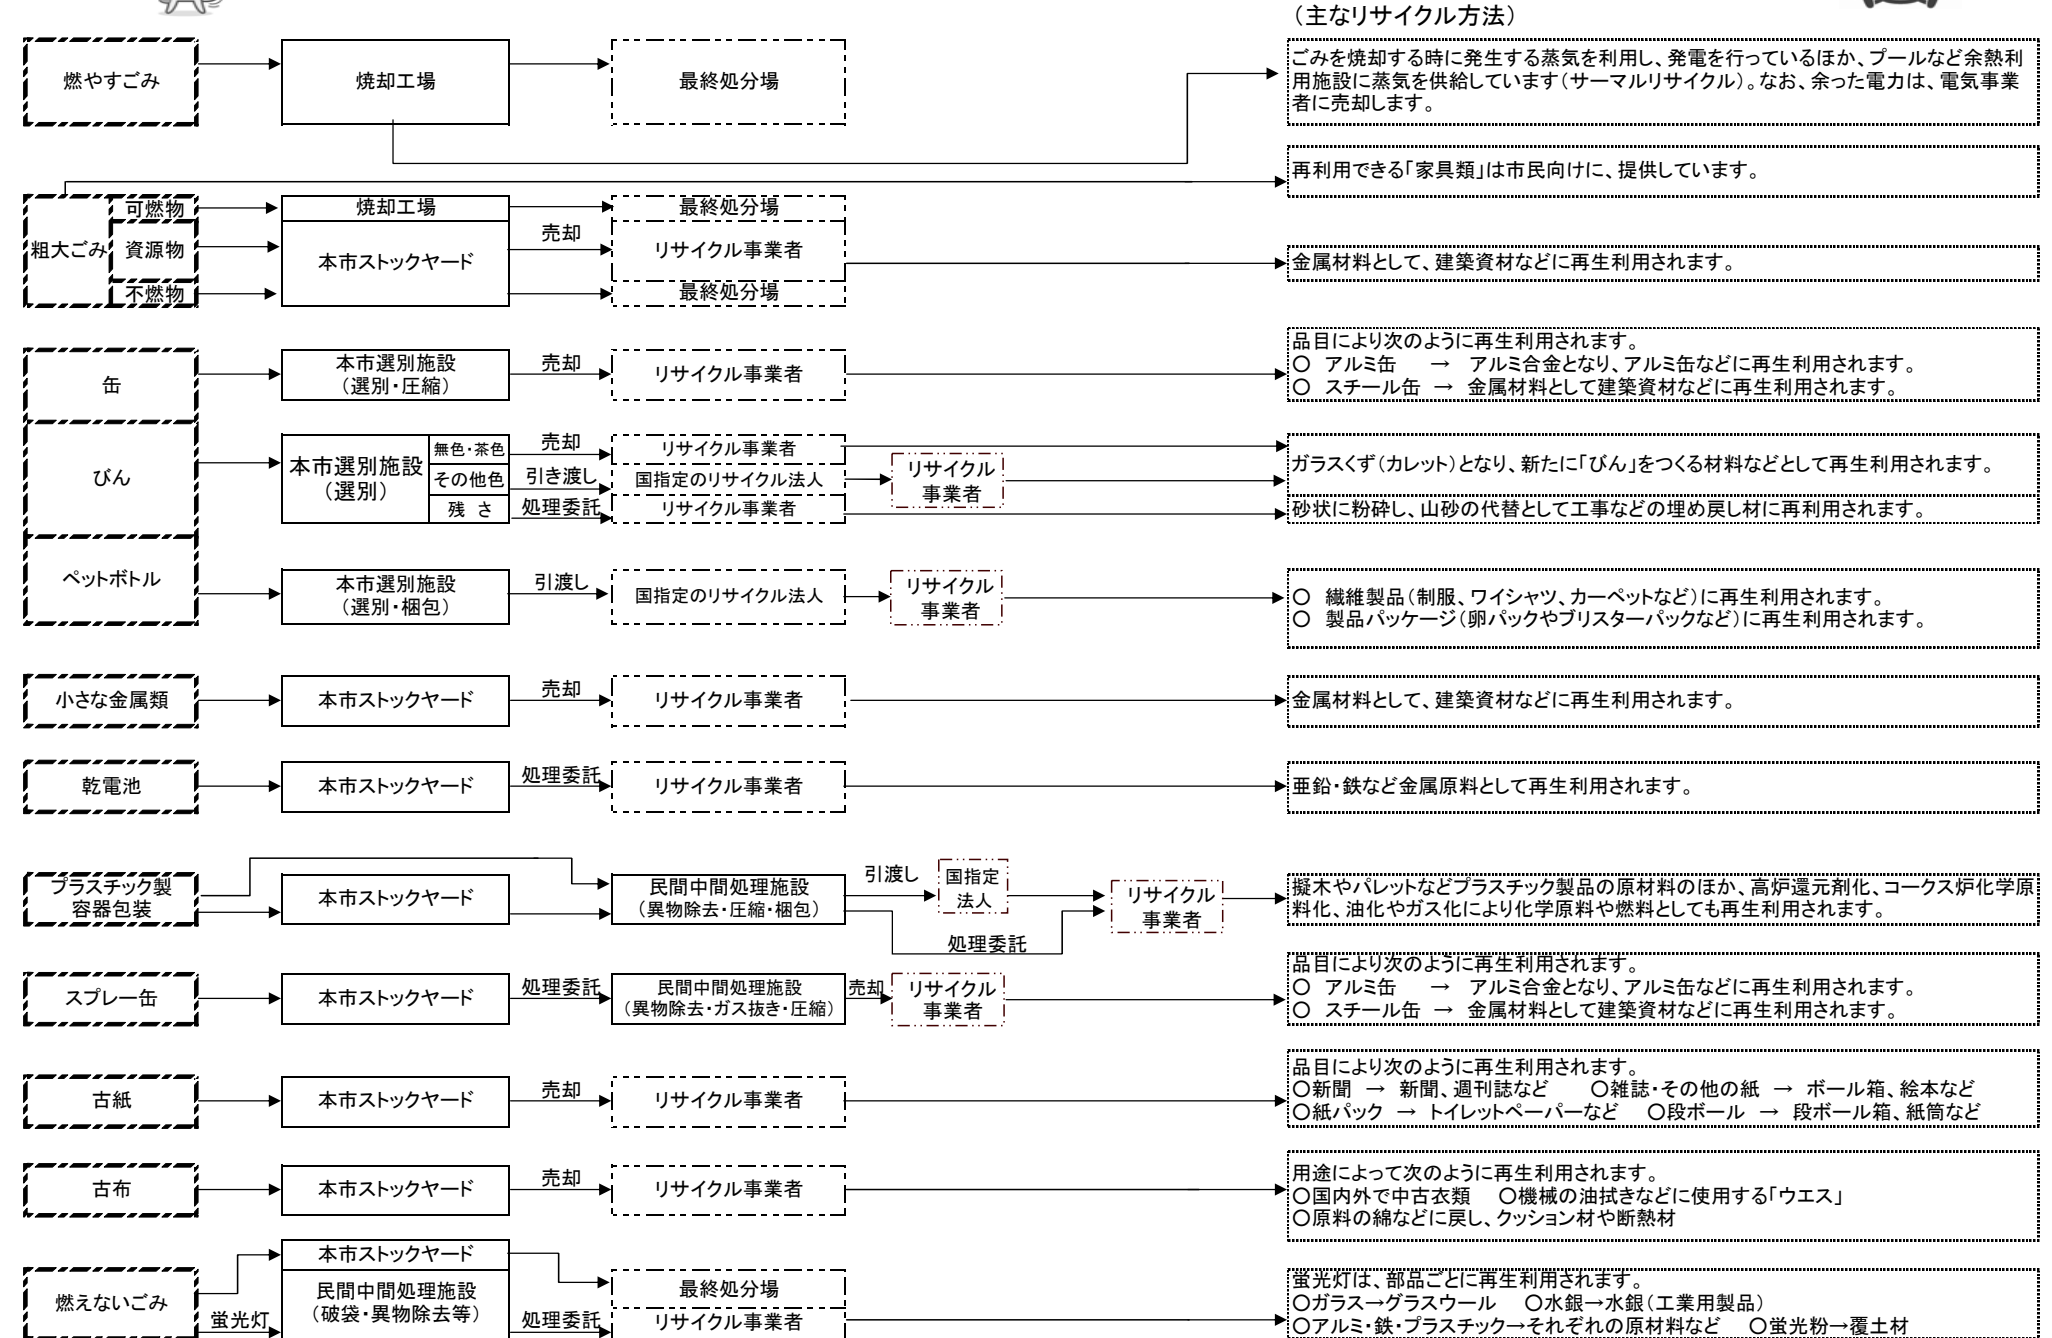 (主なリサイクル方法)
燃やすごみ
焼却工場
最終処分場
ごみを焼却する時に発生する蒸気を利用し、発電を行っているほか、プールなど余熱利
用施設に蒸気を供給しています(サーマルリサイクル)。なお、余った電力は、電気事業
者に売却します。
再利用できる「家具類」は市民向けに、提供しています。
粗大ごみ
可燃物
焼却工場
最終処分場
資源物
本市ストックヤード
売却
リサイクル事業者
金属材料として、建築資材などに再生利用されます。
不燃物
最終処分場
缶
本市選別施設
(選別・圧縮)
売却
リサイクル事業者
品目により次のように再生利用されます。
○ アルミ缶 → アルミ合金となり、アルミ缶などに再生利用されます。
○ スチール缶 → 金属材料として建築資材などに再生利用されます。
びん
本市選別施設
(選別)
無色・茶色
売却
リサイクル事業者
その他色
引き渡し
国指定のリサイクル法人
リサイクル
事業者
ガラスくず(カレット)となり、新たに「びん」をつくる材料などとして再生利用されます。
残 さ
処理委託
リサイクル事業者
砂状に粉砕し、山砂の代替として工事などの埋め戻し材に再利用されます。
ペットボトル
本市選別施設
(選別・梱包)
引渡し
国指定のリサイクル法人
リサイクル
事業者
○ 繊維製品(制服、ワイシャツ、カーペットなど)に再生利用されます。
○ 製品パッケージ(卵パックやブリスターパックなど)に再生利用されます。
小さな金属類
本市ストックヤード
売却
リサイクル事業者
金属材料として、建築資材などに再生利用されます。
乾電池
本市ストックヤード
処理委託
リサイクル事業者
亜鉛・鉄など金属原料として再生利用されます。
プラスチック製
容器包装
本市ストックヤード
民間中間処理施設
(異物除去・圧縮・梱包)
引渡し
国指定
法人
処理委託
リサイクル
事業者
擬木やパレットなどプラスチック製品の原材料のほか、高炉還元剤化、コークス炉化学原
料化、油化やガス化により化学原料や燃料としても再生利用されます。
スプレー缶
本市ストックヤード
処理委託
民間中間処理施設
(異物除去・ガス抜き・圧縮)
売却
リサイクル
事業者
品目により次のように再生利用されます。
○ アルミ缶 → アルミ合金となり、アルミ缶などに再生利用されます。
○ スチール缶 → 金属材料として建築資材などに再生利用されます。
古紙
本市ストックヤード
売却
リサイクル事業者
品目により次のように再生利用されます。
○新聞 → 新聞、週刊誌など ○雑誌・その他の紙 → ボール箱、絵本など
○紙パック → トイレットペーパーなど ○段ボール → 段ボール箱、紙筒など
古布
本市ストックヤード
売却
リサイクル事業者
用途によって次のように再生利用されます。
○国内外で中古衣類 ○機械の油拭きなどに使用する「ウエス」
○原料の綿などに戻し、クッション材や断熱材
燃えないごみ
蛍光灯
本市ストックヤード
民間中間処理施設
(破袋・異物除去等)
処理委託
最終処分場
リサイクル事業者
蛍光灯は、部品ごとに再生利用されます。
○ガラス→グラスウール ○水銀→水銀(工業用製品)
○アルミ・鉄・プラスチック→それぞれの原材料など ○蛍光粉→覆土材